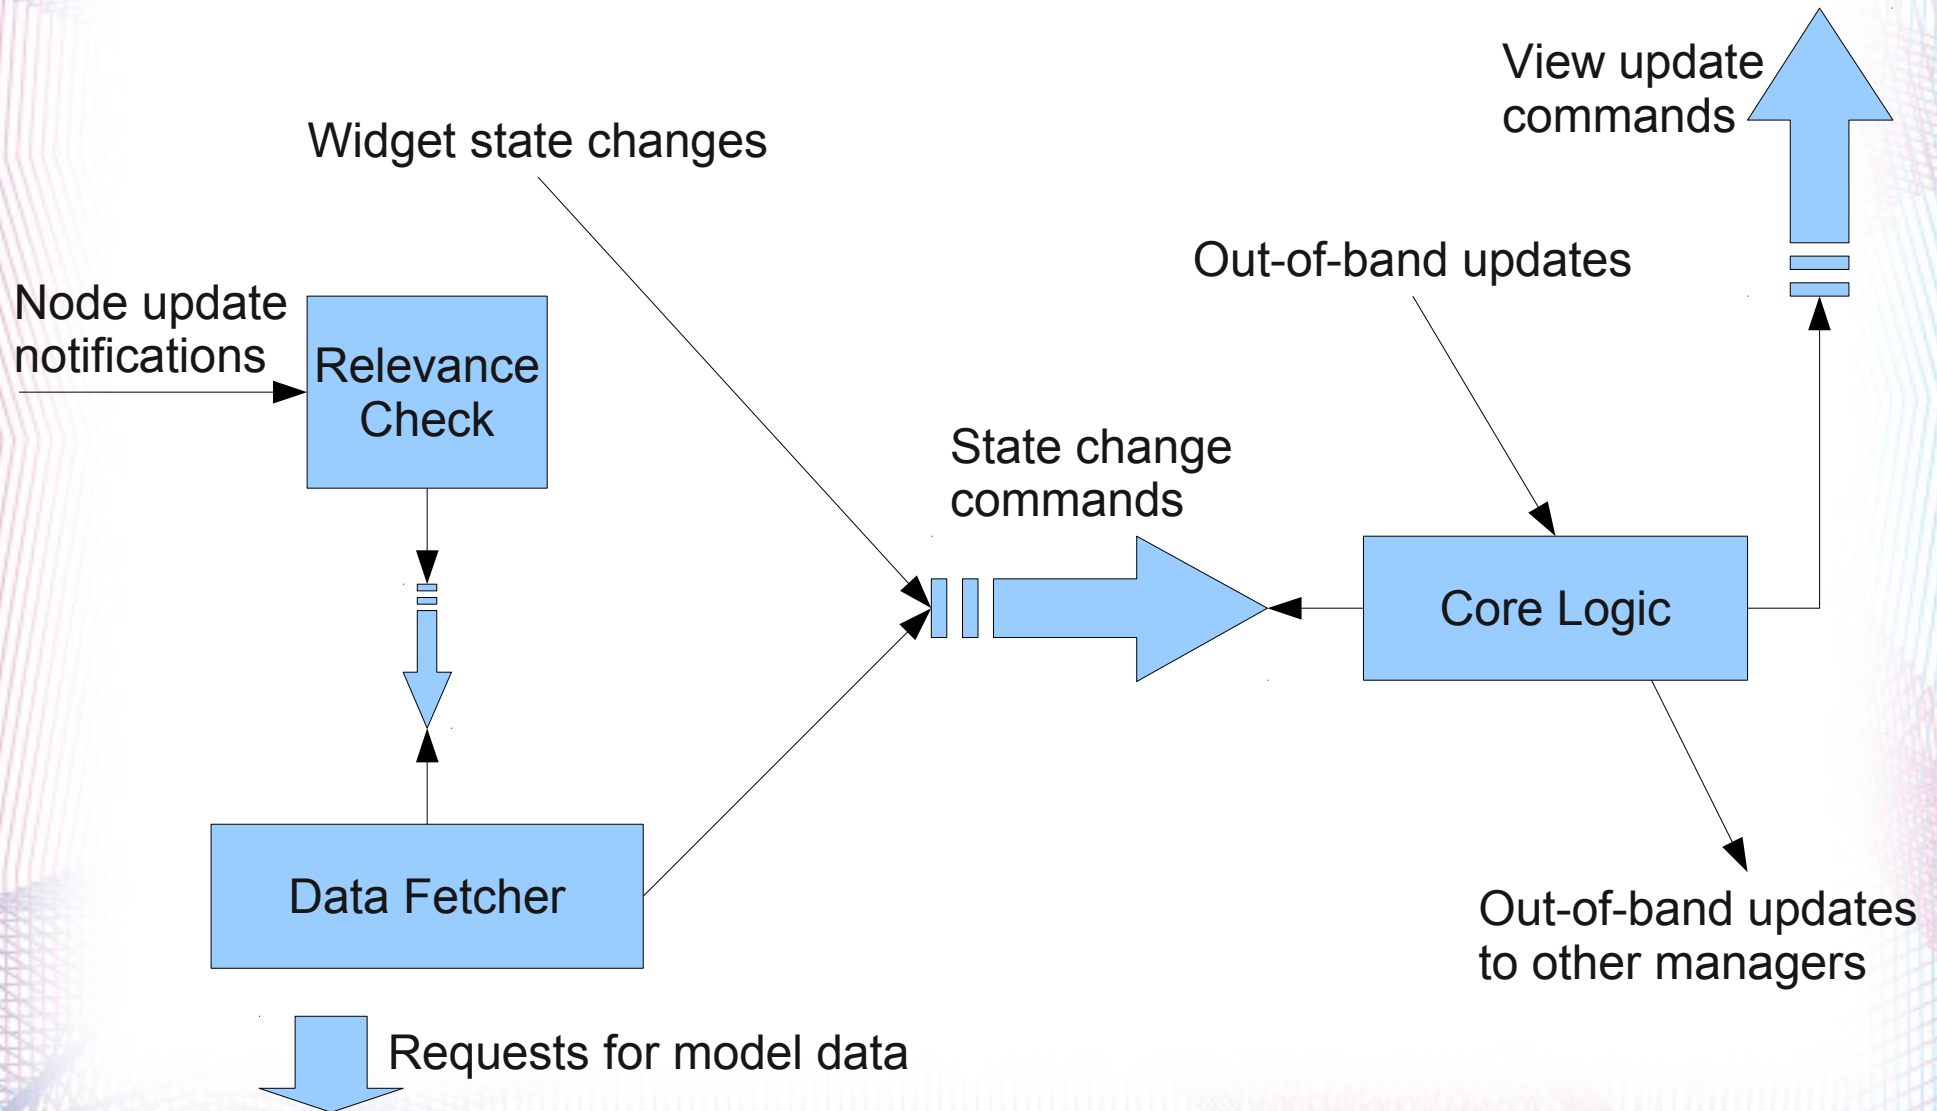 View update
commands
Widget state changes
Out-of-band updates
Node update
notifications
Relevance
Check
State change
commands
Core Logic
Data Fetcher
Out-of-band updates
to other managers
Requests for model data